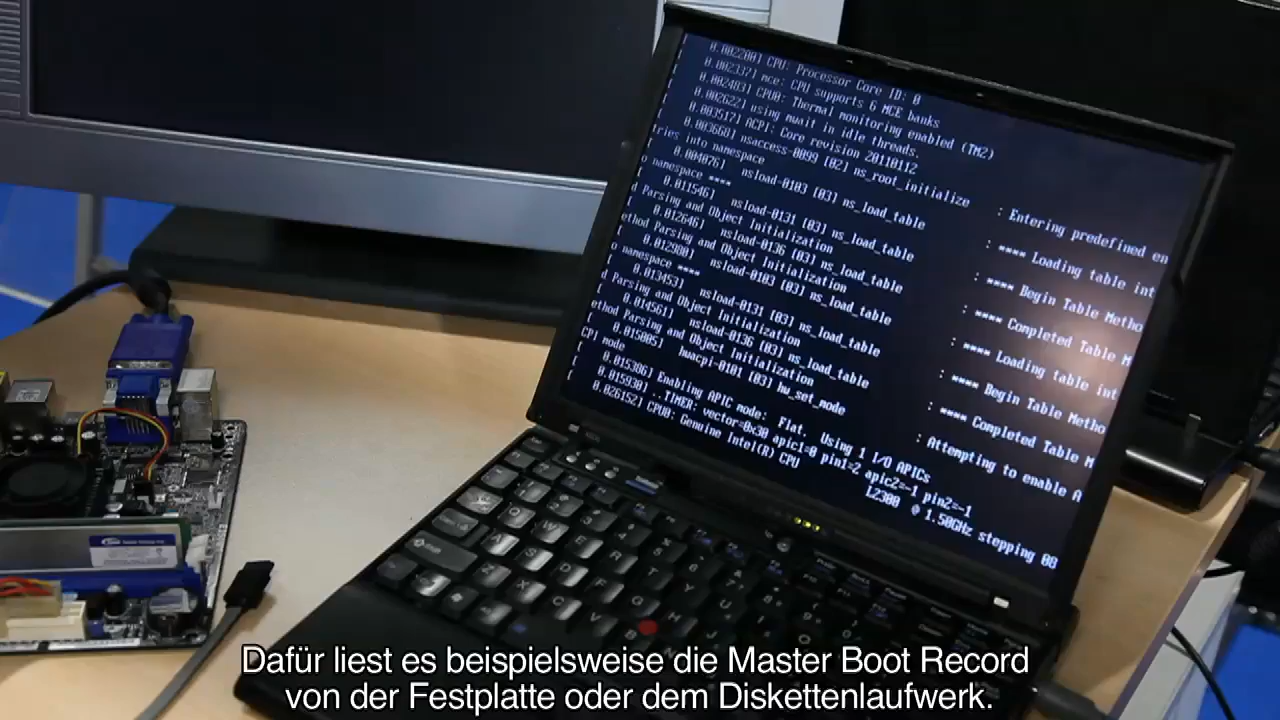 0.002200] CPU: Processor Core ID: 0
0.002337] mce: CPU supports 6 MCE banks
0.002483] CPU0: Thermal monitoring enabled (TM2)
0.002622] using mwait in idle threads.
0.003517] ACPI: Core revision 20110112
0.003660] nsaccess-0099 [02] ns_root_initialize : Entering predefined en
tries into namespace
0.004076] nsload-0103 [03] ns_load_table : **** Loading table int
o namespace ****
0.011546] nsload-0131 [03] ns_load_table : **** Begin Table Metho
d Parsing and Object Initialization
0.012646] nsload-0136 [03] ns_load_table : **** Completed Table M
ethod Parsing and Object Initialization
0.012900] nsload-0103 [03] ns_load_table : **** Loading table int
o namespace ****
0.013453] nsload-0131 [03] ns_load_table : **** Begin Table Metho
d Parsing and Object Initialization
0.014561] nsload-0136 [03] ns_load_table : **** Completed Table M
ethod Parsing and Object Initialization
0.015005] hwacpi-0101 [03] hw_set_mode : Attempting to enable A
CPI mode
0.015306] Enabling APIC mode: Flat. Using 1 I/O APICs
0.015930] ..TIMER: vector=0x30 apic1=0 pin1=2 apic2=-1 pin2=-1
0.026152] CPU0: Genuine Intel(R) CPU L2300 @ 1.50GHz stepping 08
Dafür liest es beispielsweise die Master Boot Record
von der Festplatte oder dem Diskettenlaufwerk.